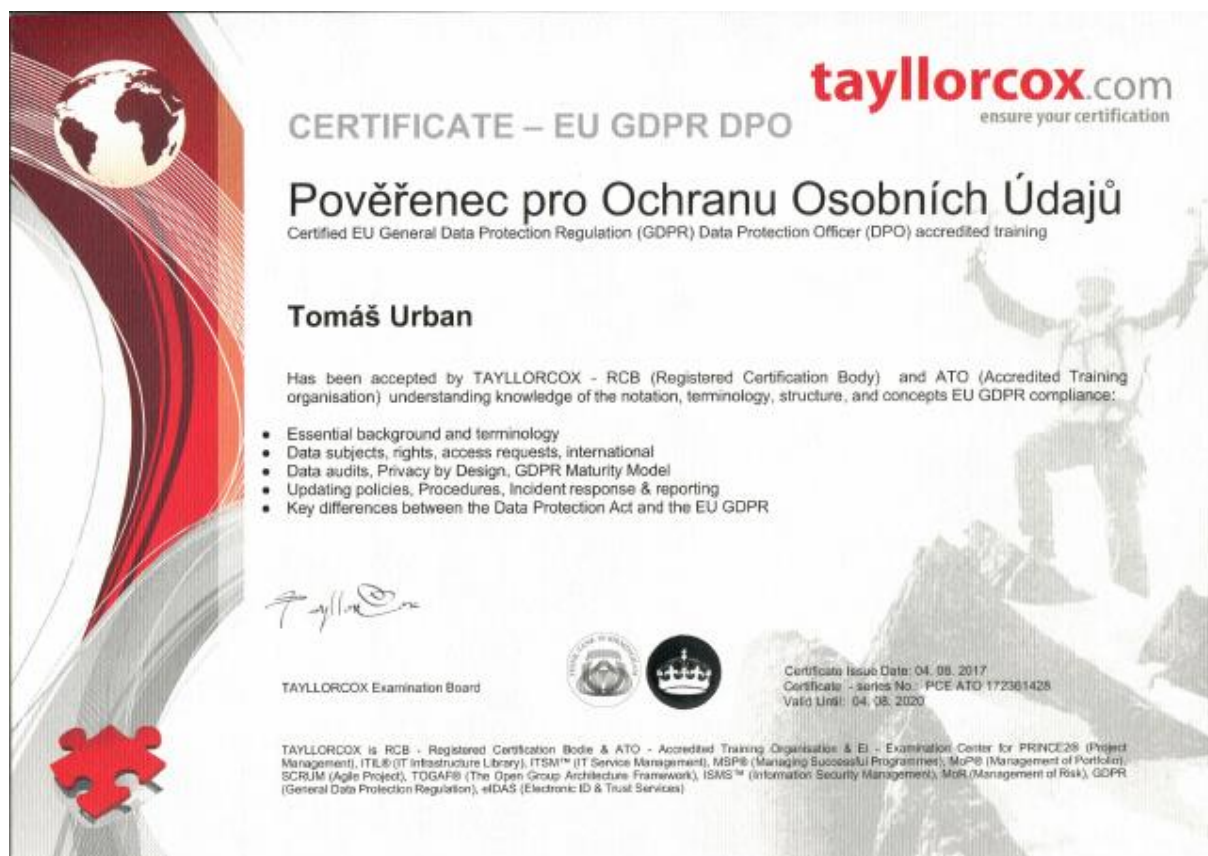 tayllorcox.com
ensure your certification
CERTIFICATE – EU GDPR DPO
Pověřenec pro Ochranu Osobních Údajů
Certified EU General Data Protection Regulation (GDPR) Data Protection Officer (DPO) accredited training
Tomáš Urban
Has been accepted by TAYLLORCOX - RCB (Registered Certification Body) and ATO (Accredited Training
organisation) understanding knowledge of the notation, terminology, structure, and concepts EU GDPR compliance:
• Essential background and terminology
• Data subjects, rights, access requests, international
• Data audits, Privacy by Design, GDPR Maturity Model
• Updating policies, Procedures, Incident response & reporting
• Key differences between the Data Protection Act and the EU GDPR
TayllorCox
TAYLLORCOX Examination Board
Certificate Issue Date: 04. 08. 2017
Certificate - series No.: PCE ATO 172361428
Valid Until: 04. 08. 2020
TAYLLORCOX is RCB - Registered Certification Bodie & ATO - Accredited Training Organisation & EI - Examination Center for PRINCE2® (Project
Management), ITIL® (IT Infrastructure Library), ITSM™ (IT Service Management), MSP® (Managing Successful Programmes), MoP® (Management of Portfolio),
SCRUM (Agile Project), TOGAF® (The Open Group Architecture Framework), ISMS™ (Information Security Management), MoR (Management of Risk), GDPR
(General Data Protection Regulation), eIDAS (Electronic ID & Trust Services)